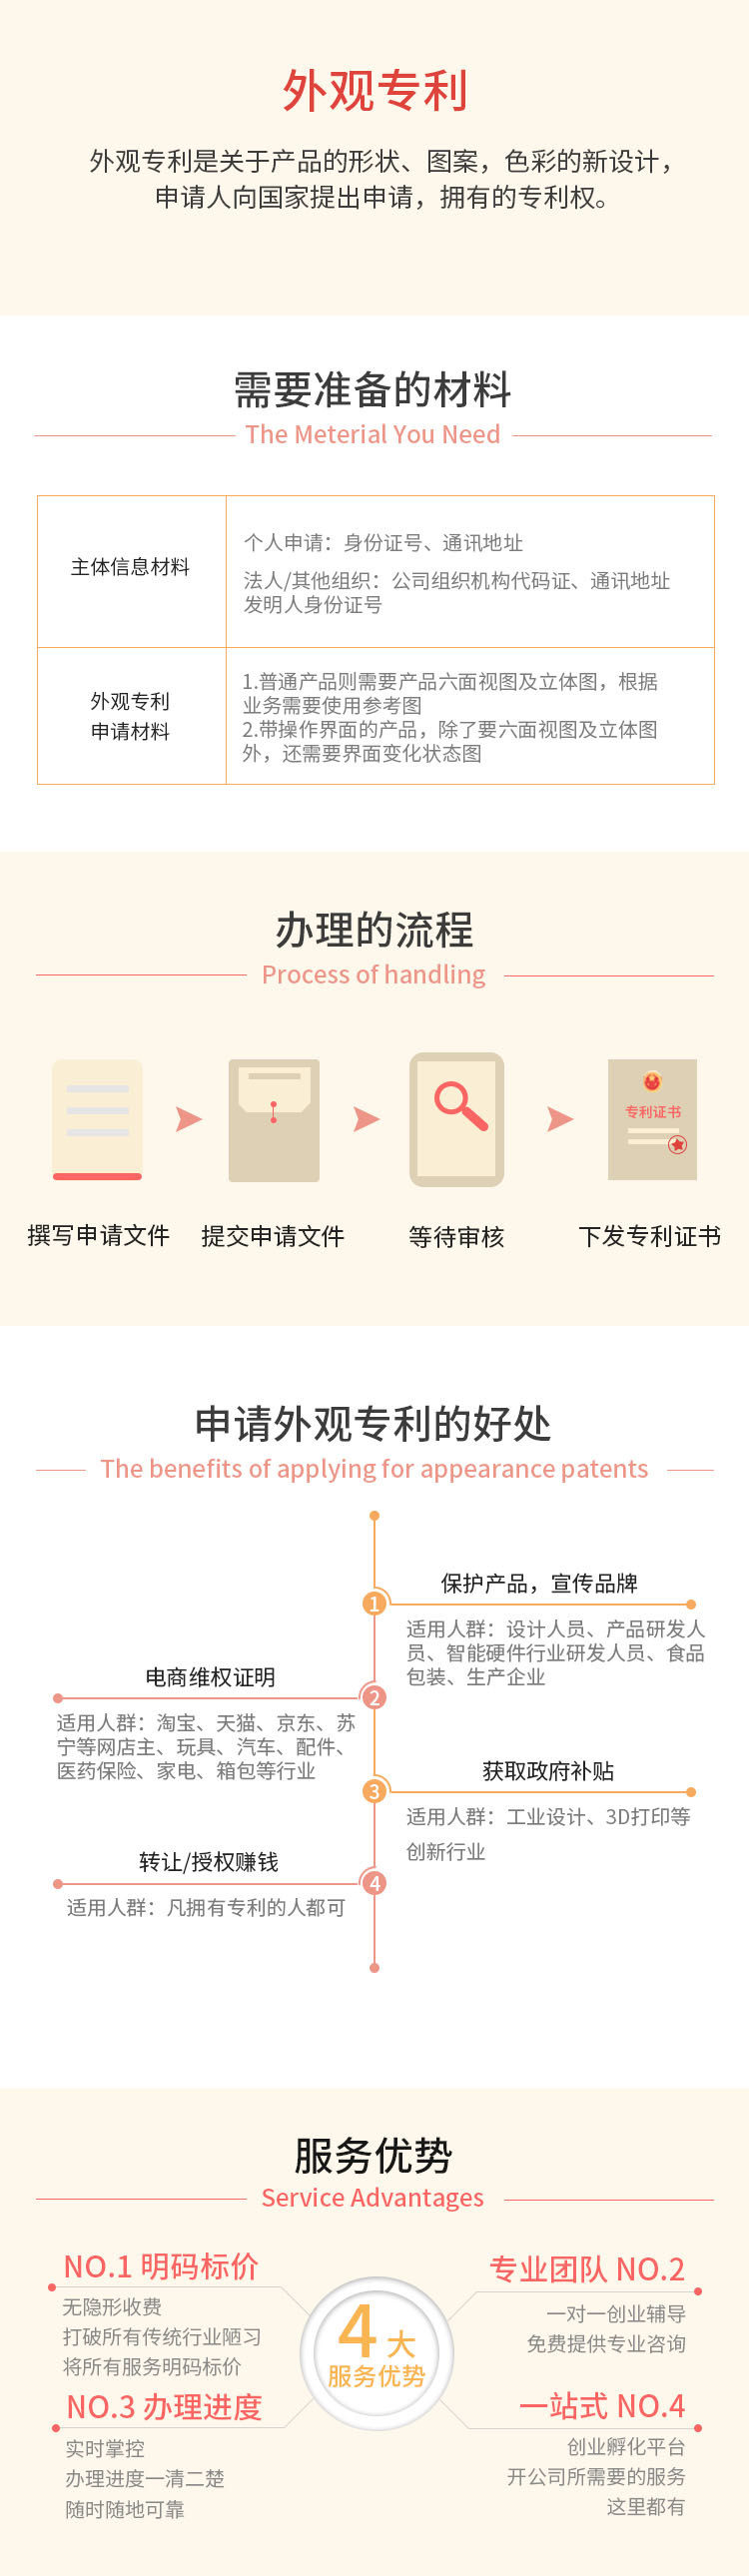 外观专利
外观专利是关于产品的形状、图案，色彩的新设计，
申请人向国家提出申请，拥有的专利权。
需要准备的材料
The Meterial You Need
主体信息材料
个人申请：身份证号、通讯地址
法人/其他组织：公司组织机构代码证、通讯地址
发明人身份证号
外观专利
申请材料
1.普通产品则需要产品六面视图及立体图，根据
业务需要使用参考图
2.带操作界面的产品，除了要六面视图及立体图
外，还需要界面变化状态图
办理的流程
Process of handling
专利证书
撰写申请文件
提交申请文件
等待审核
下发专利证书
申请外观专利的好处
The benefits of applying for appearance patents
1
保护产品，宣传品牌
适用人群：设计人员、产品研发人
员、智能硬件行业研发人员、食品
包装、生产企业
电商维权证明
2
适用人群：淘宝、天猫、京东、苏
宁等网店主、玩具、汽车、配件、
医药保险、家电、箱包等行业
3
获取政府补贴
适用人群：工业设计、3D打印等
创新行业
转让/授权赚钱
4
适用人群：凡拥有专利的人都可
服务优势
Service Advantages
NO.1 明码标价
无隐形收费
打破所有传统行业陋习
将所有服务明码标价
专业团队 NO.2
一对一创业辅导
免费提供专业咨询
4大
服务优势
NO.3 办理进度
实时掌控
办理进度一清二楚
随时随地可靠
一站式 NO.4
创业孵化平台
开公司所需要的服务
这里都有